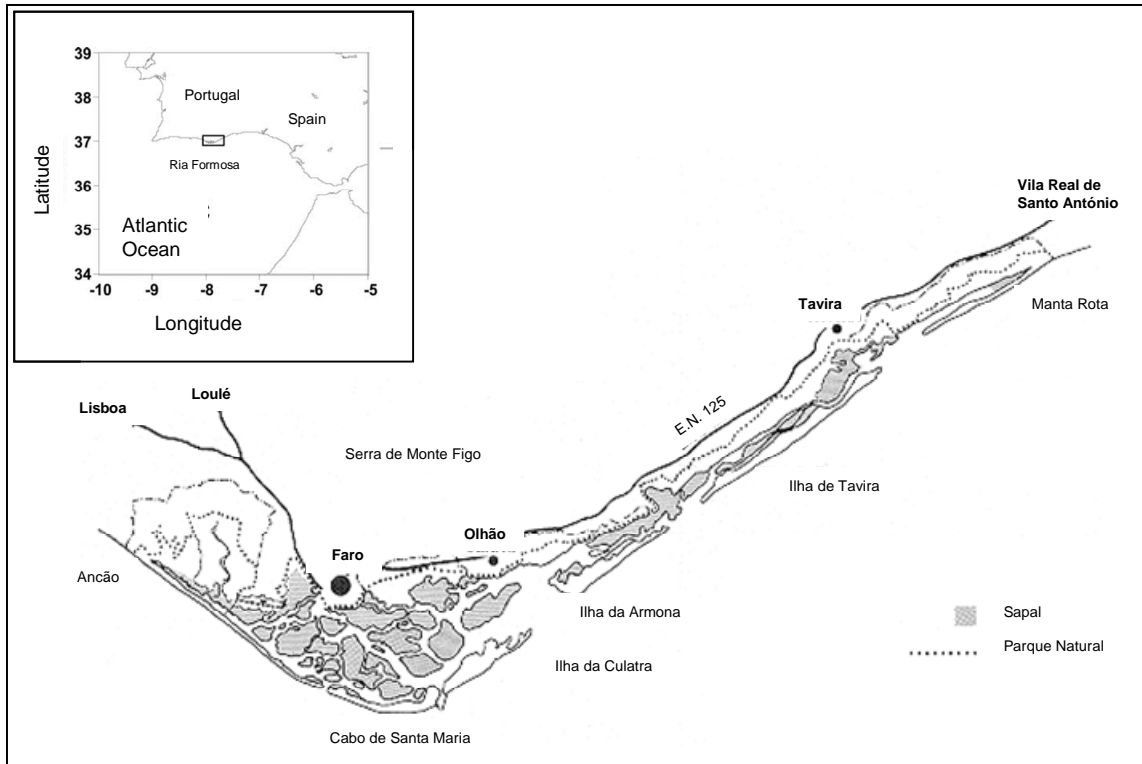 39
38
37
36
35
34
Latitude
Portugal
Spain
Ria Formosa
Atlantic
Ocean
-10
-9
-8
-7
-6
-5
Longitude
Vila Real de
Santo António
Tavira
Manta Rota
Loulé
Lisboa
E.N. 125
Serra de Monte Figo
Ilha de Tavira
Olhão
Faro
Ancão
Ilha da Armona
Sapal
Ilha da Culatra
Parque Natural
Cabo de Santa Maria